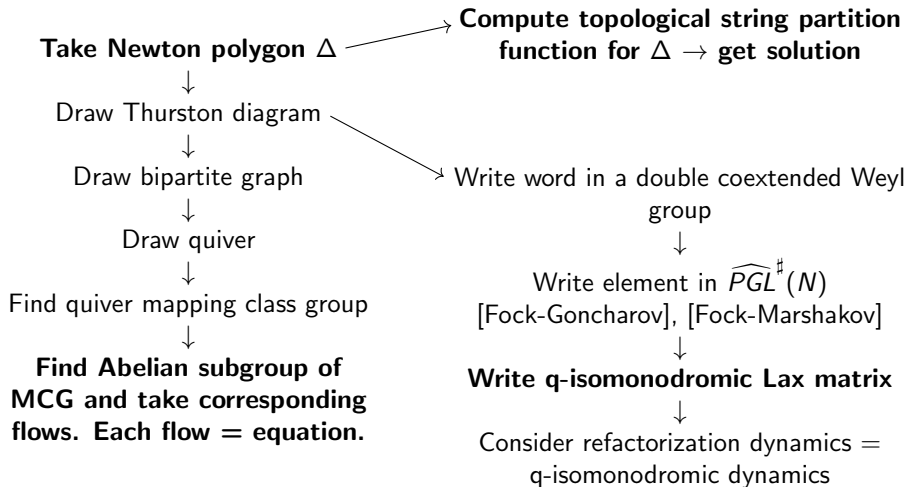 Take Newton polygon Δ
Compute topological string partition
function for Δ → get solution
Draw Thurston diagram
Draw bipartite graph
Draw quiver
Find quiver mapping class group
Find Abelian subgroup of
MCG and take corresponding
flows. Each flow = equation.
Write word in a double coextended Weyl
group
Write element in \widehat{PGL}^♯(N)
[Fock-Goncharov], [Fock-Marshakov]
Write q-isomonodromic Lax matrix
Consider refactorization dynamics =
q-isomonodromic dynamics